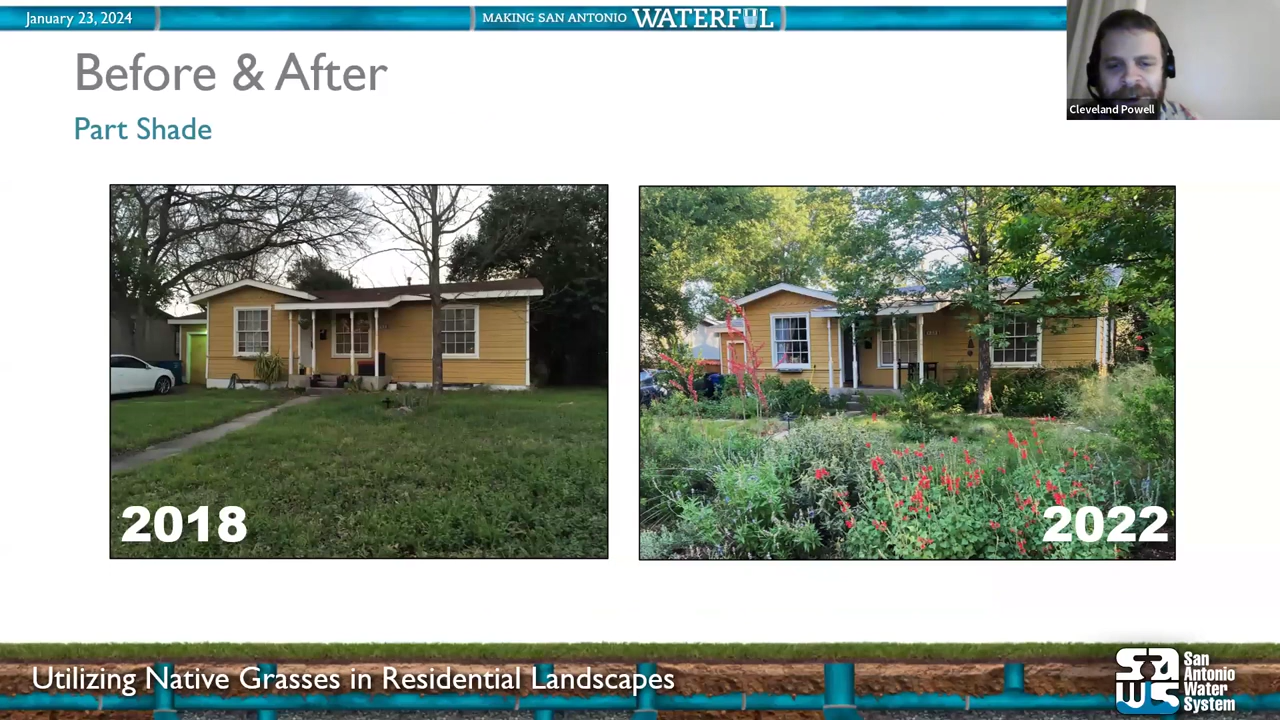 January 23, 2024
MAKING SAN ANTONIO WATERFUL
Cleveland Powell
Before & After
Part Shade
2018
2022
Utilizing Native Grasses in Residential Landscapes
SAWS
San
Antonio
Water
System